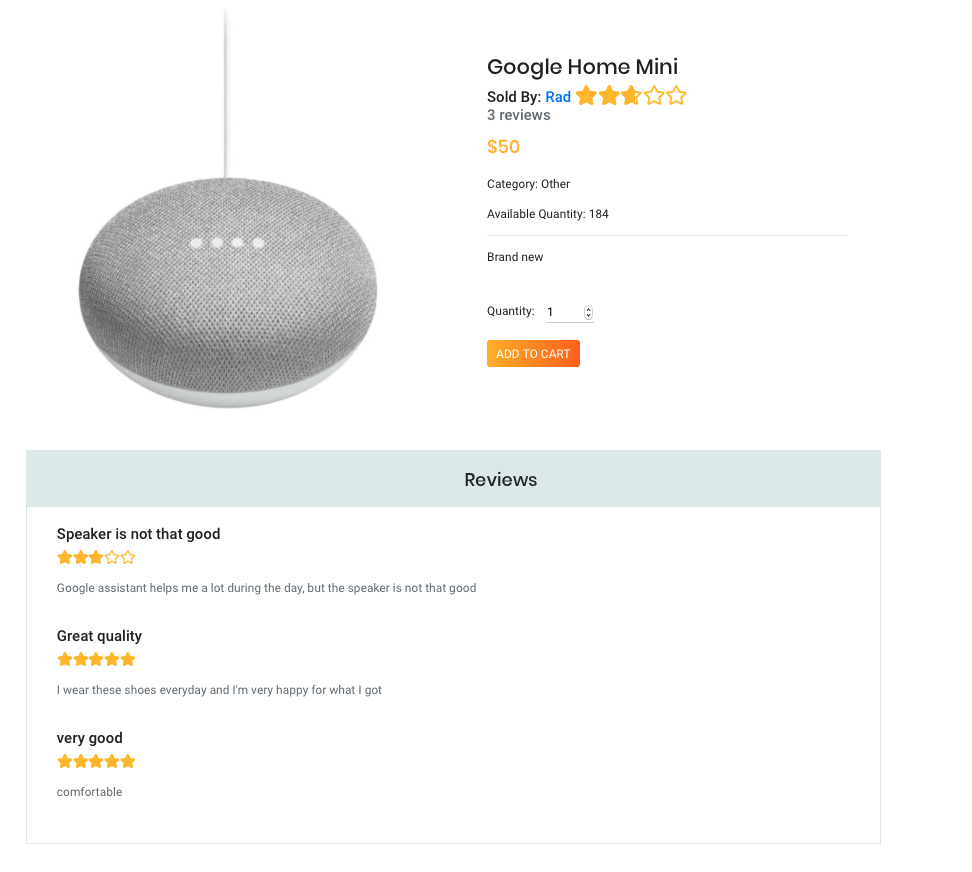 Google Home Mini
Sold By: Rad
3 reviews
$50
Category: Other
Available Quantity: 184
Brand new
Quantity: 1
ADD TO CART
Reviews
Speaker is not that good
Google assistant helps me a lot during the day, but the speaker is not that good
Great quality
I wear these shoes everyday and I'm very happy for what I got
very good
comfortable